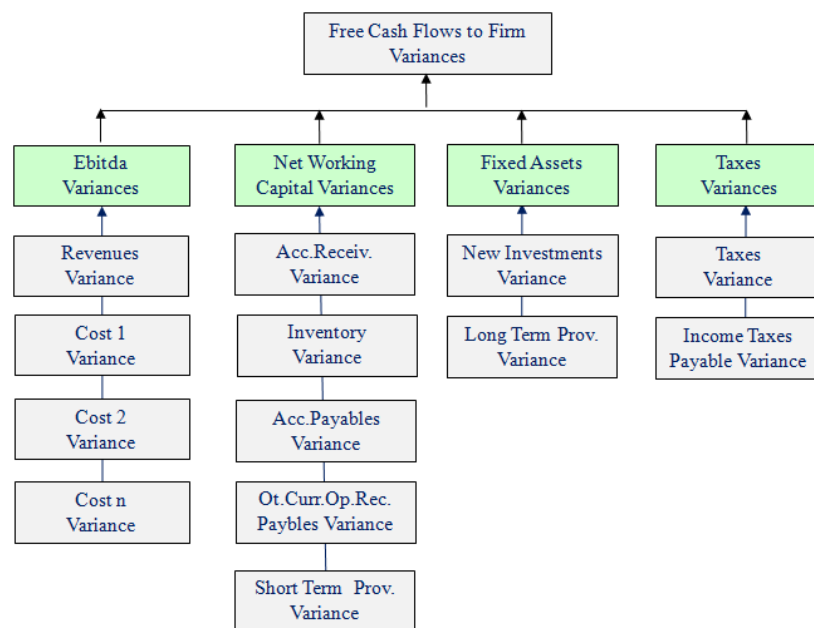 Free Cash Flows to Firm
Variances
Ebitda
Variances
Net Working
Capital Variances
Fixed Assets
Variances
Taxes
Variances
Revenues
Variance
Acc.Receiv.
Variance
New Investments
Variance
Taxes
Variance
Cost 1
Variance
Inventory
Variance
Long Term Prov.
Variance
Income Taxes
Payable Variance
Cost 2
Variance
Acc.Payables
Variance
Cost n
Variance
Ot.Curr.Op.Rec.
Paybles Variance
Short Term Prov.
Variance